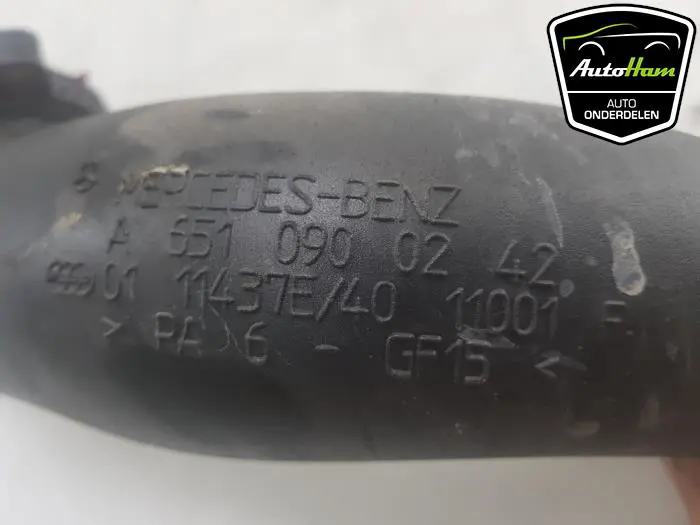 AutoHam
AUTO
ONDERDELEN
MERCEDES-BENZ
A 651 090 02 42
01 11437E/40 11001 F
> PA 6 - GF15 <